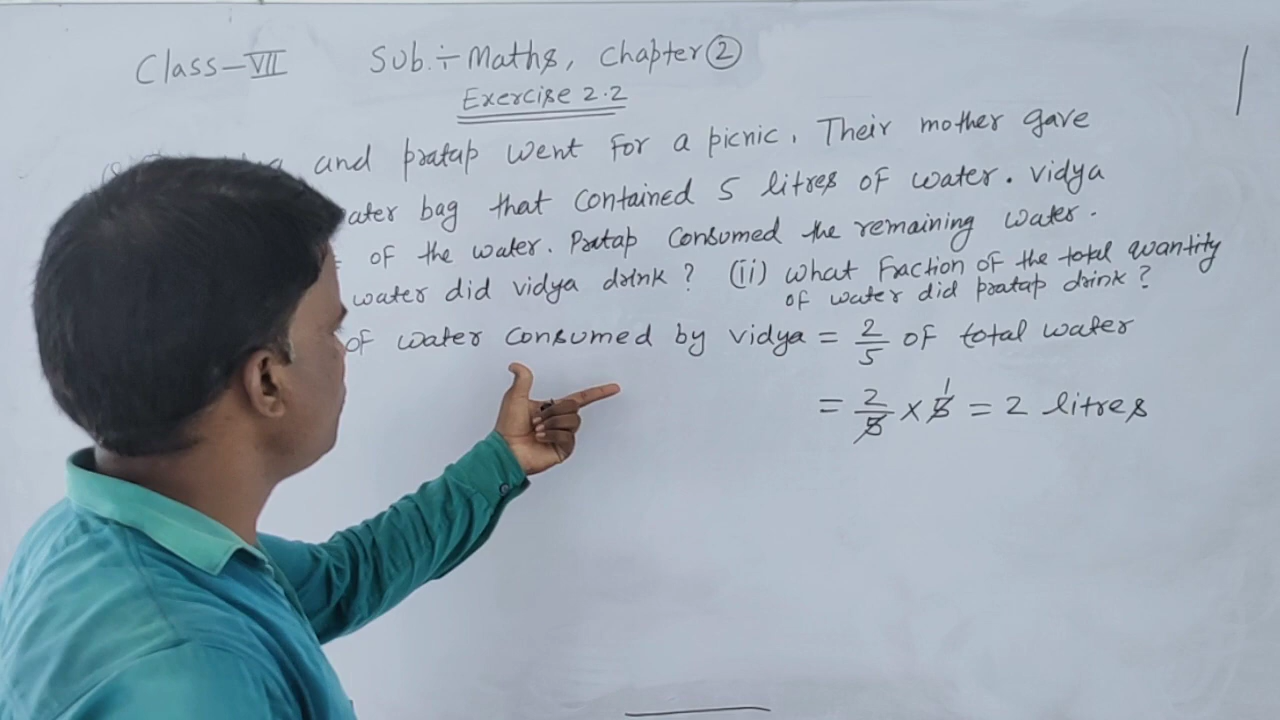 Class-VII Sub.÷ Maths, Chapter ②
Exercise 2.2
and pratap went for a picnic. Their mother gave
ater bag that contained 5 litres of water. vidya
of the water. Pratap Consumed the remaining water.
water did vidya drink? (ii) what fraction of the total quantity
of water did pratap drink?
of water consumed by vidya = 2/5 of total water
= 2/5 × 5 1 = 2 litres